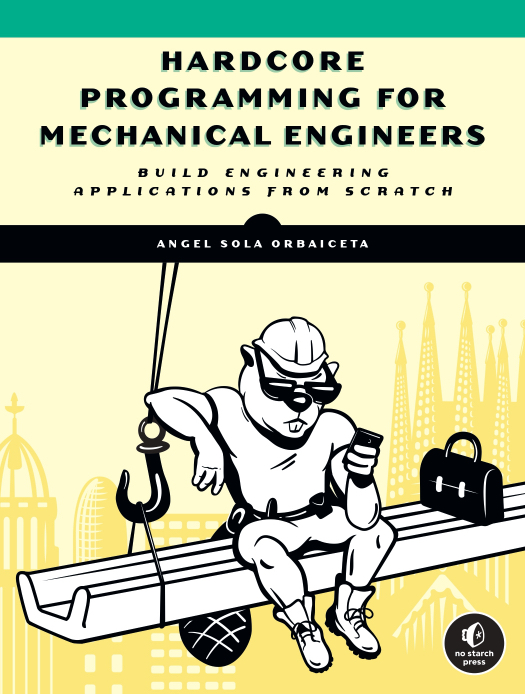 HARDCORE
PROGRAMMING FOR
MECHANICAL ENGINEERS
BUILD ENGINEERING
APPLICATIONS FROM SCRATCH
ANGEL SOLA ORBAICETA
no starch
press